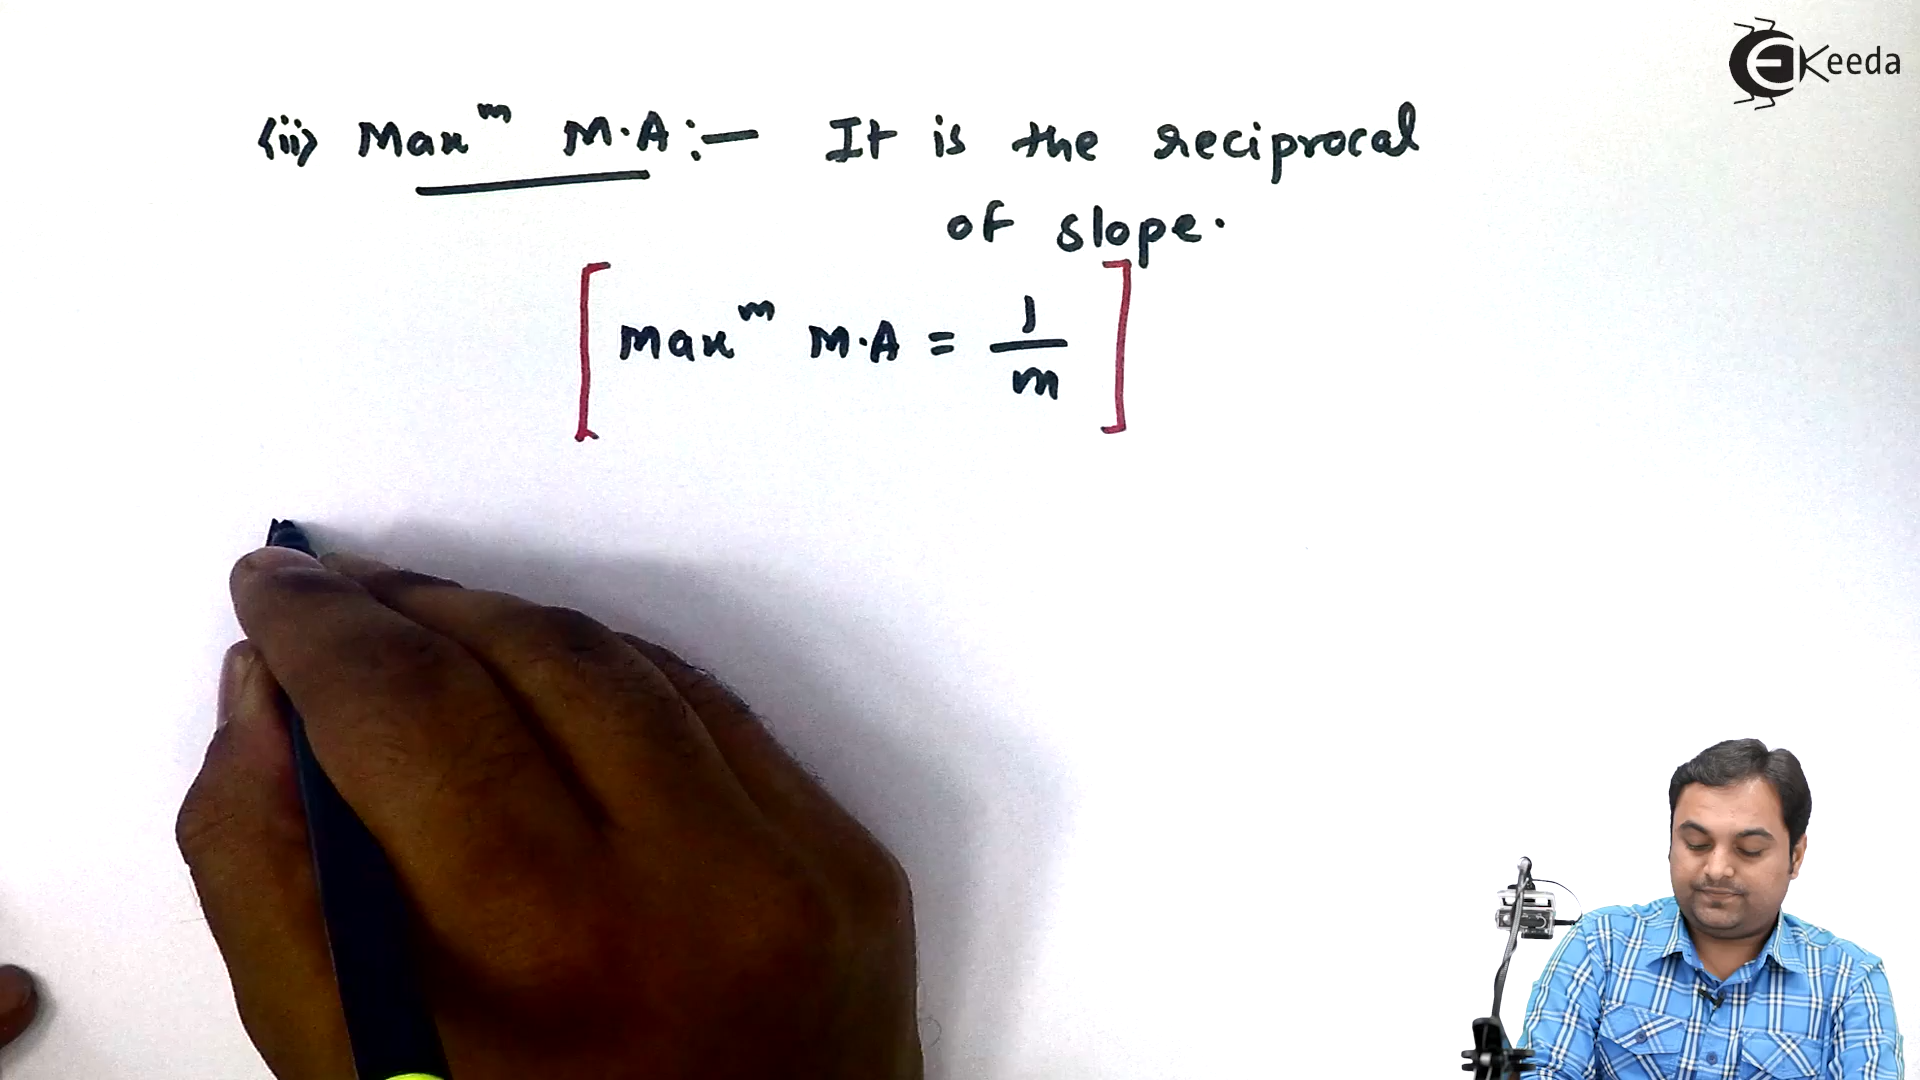 EKeeda
(ii) Maxᵐ M.A :— It is the reciprocal
of slope.
Maxᵐ M.A = 1/m